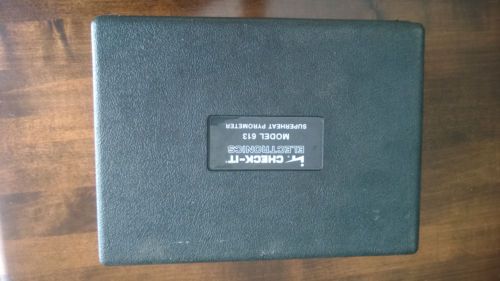 CHECK-IT
ELECTRONICS
MODEL 613
SUPERHEAT PYROMETER